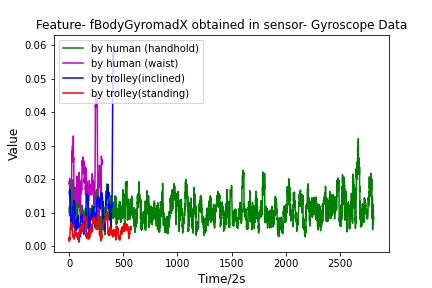 Feature- fBodyGyromadX obtained in sensor- Gyroscope Data
by human (handhold)
by human (waist)
by trolley(inclined)
by trolley(standing)
Value
0.06
0.05
0.04
0.03
0.02
0.01
0.00
0 500 1000 1500 2000 2500
Time/2s